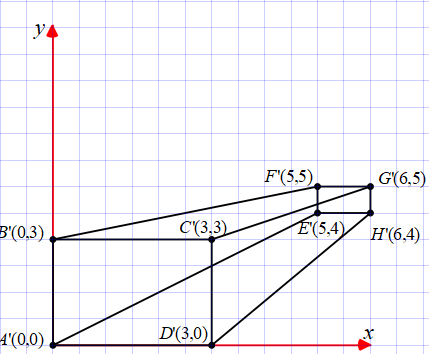 y
F'(5,5)
G'(6,5)
C'(3,3)
E'(5,4)
B'(0,3)
H'(6,4)
D'(3,0)
x
A'(0,0)